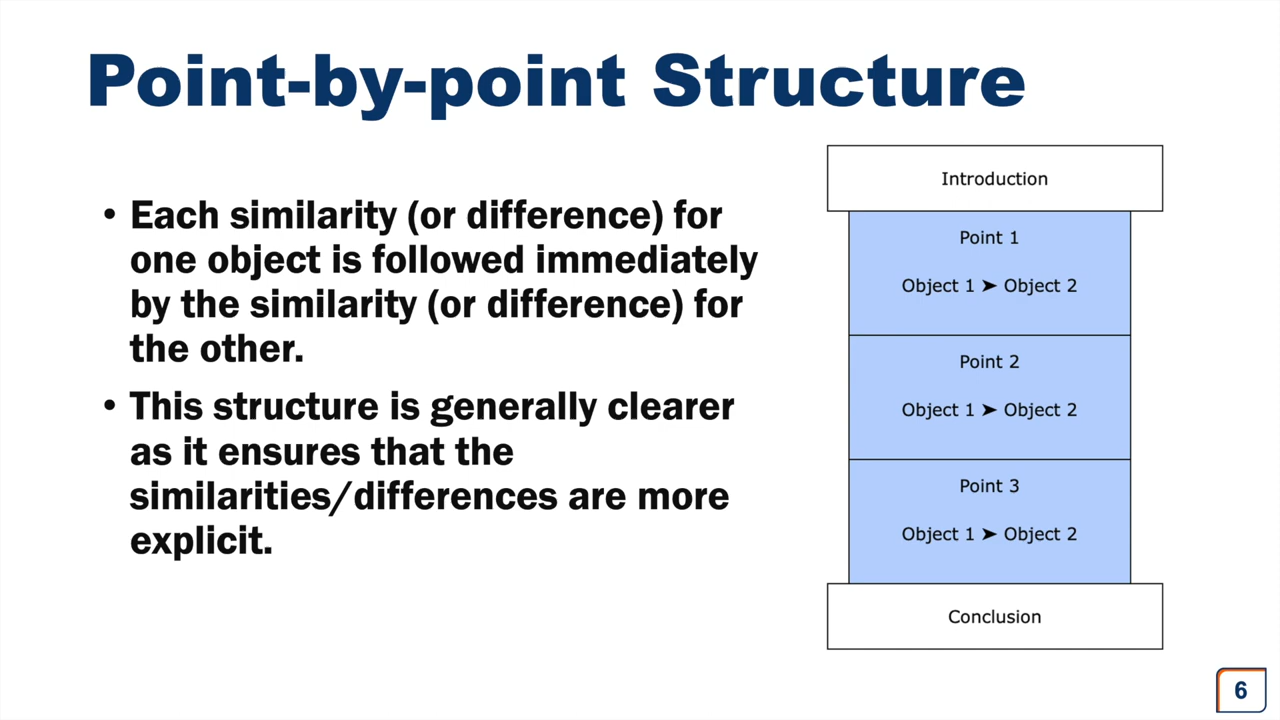 Point-by-point Structure
• Each similarity (or difference) for
one object is followed immediately
by the similarity (or difference) for
the other.
• This structure is generally clearer
as it ensures that the
similarities/differences are more
explicit.
Introduction
Point 1
Object 1 ➤ Object 2
Point 2
Object 1 ➤ Object 2
Point 3
Object 1 ➤ Object 2
Conclusion
6